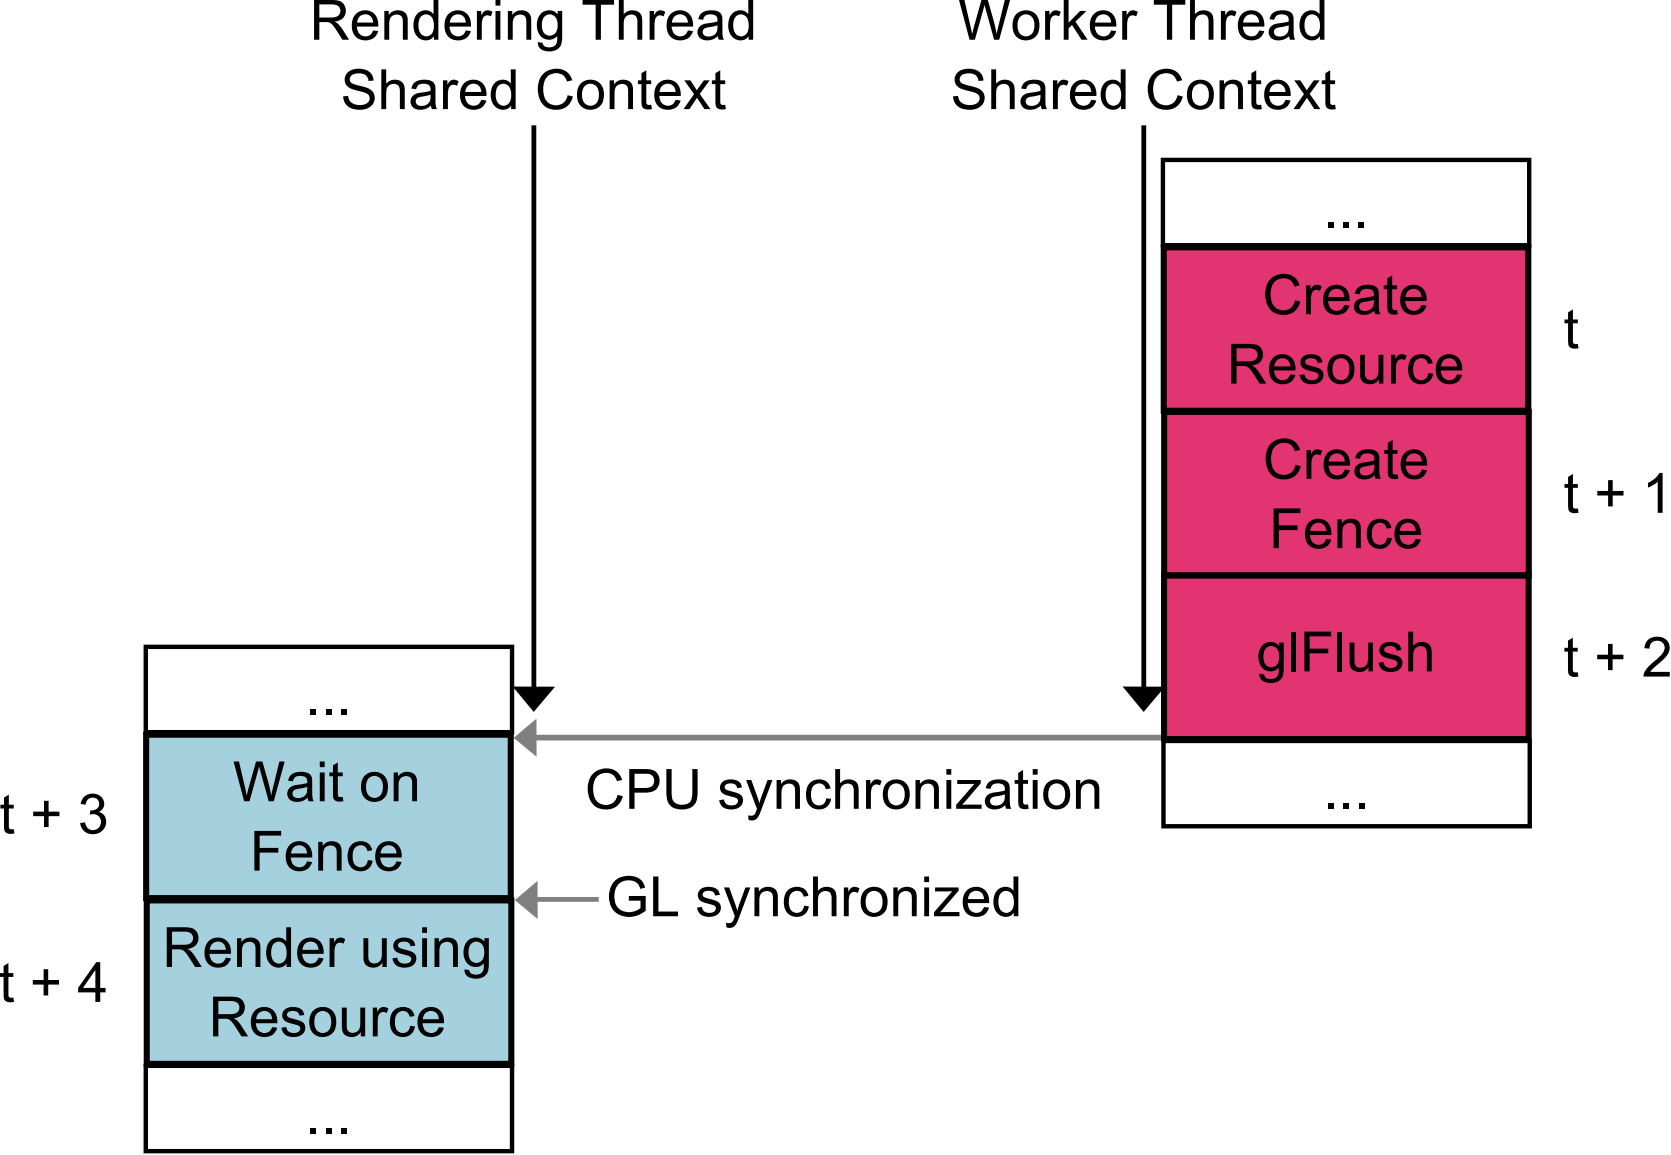 Rendering Thread
Shared Context
Worker Thread
Shared Context
...
Create
Resource
t
Create
Fence
t + 1
glFlush
t + 2
...
...
CPU synchronization
Wait on
Fence
t + 3
GL synchronized
Render using
Resource
t + 4
...